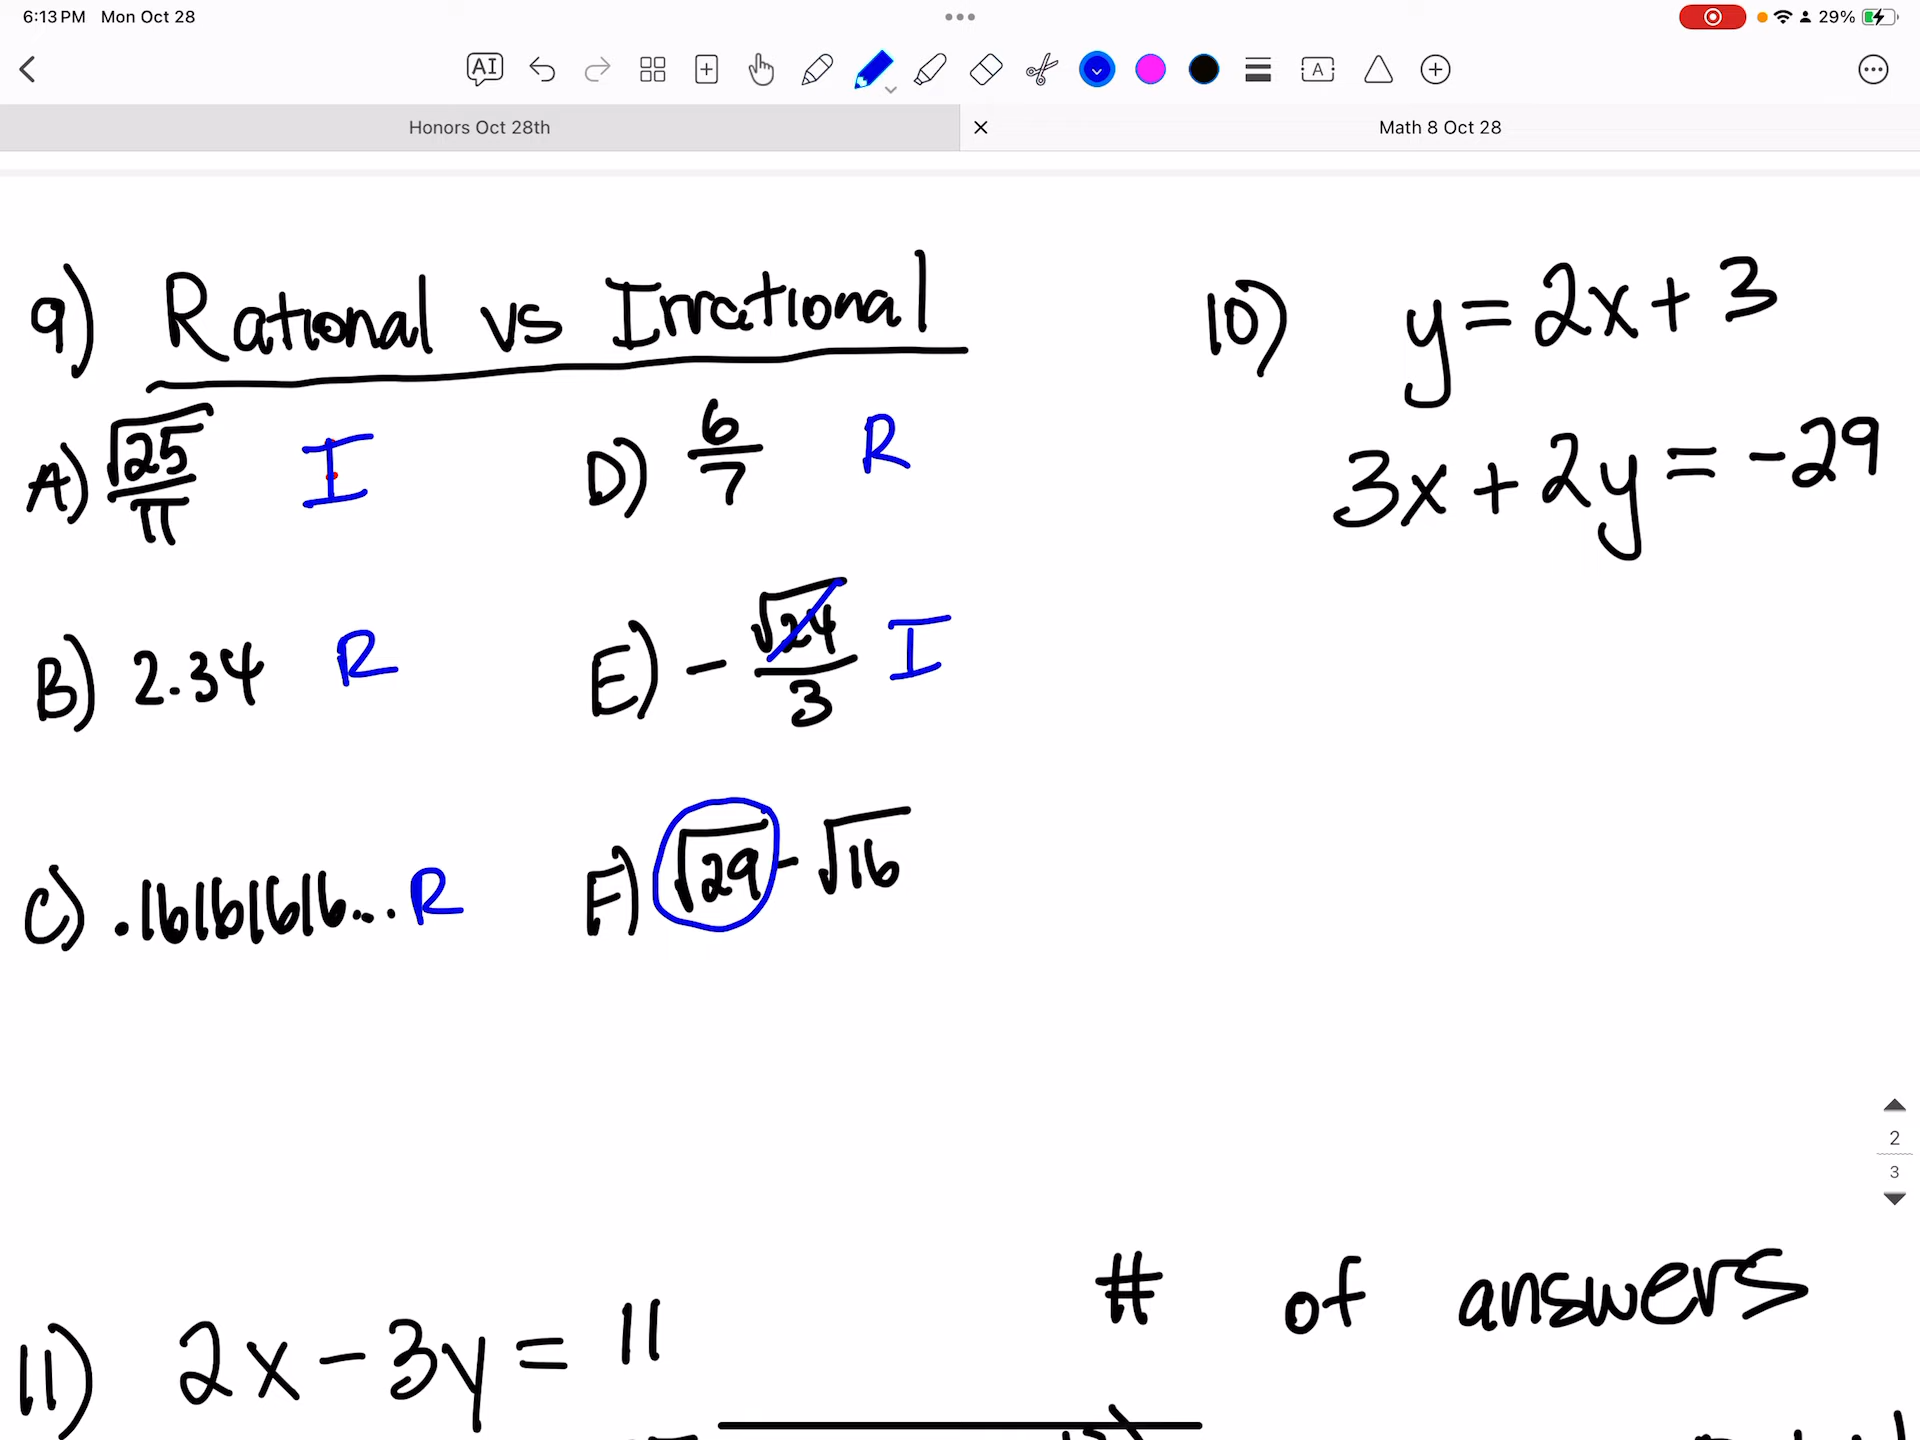 6:13 PM Mon Oct 28
29%
AI
A
Honors Oct 28th
Math 8 Oct 28
9) Rational vs Irrational
A) √25/π I
D) 6/7 R
B) 2.34 R
E) -√24/3 I
C) .16161616... R
F) √29 - √16
10) y = 2x + 3
3x + 2y = -29
2
3
# of answers
11) 2x - 3y = 11